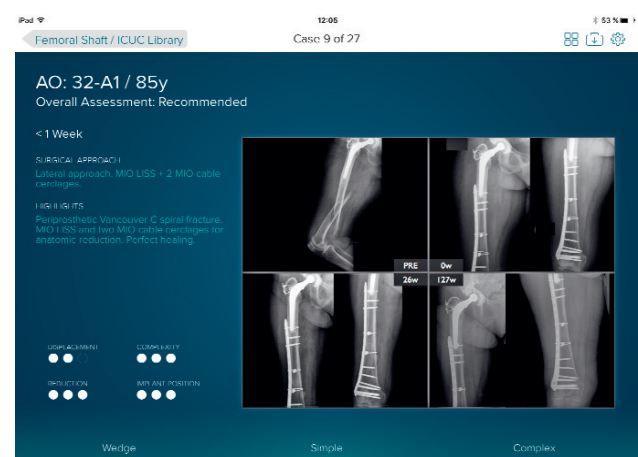 iPad
12:05
53 %
Femoral Shaft / ICUC Library
Case 9 of 27
AO: 32-A1 / 85y
Overall Assessment: Recommended
< 1 Week
SURGICAL APPROACH
Lateral approach. MIO LISS + 2 MIO cable
cerclages.
HIGHLIGHTS
Periprosthetic Vancouver C spiral fracture.
MIO LISS and two MIO cable cerclages for
anatomic reduction. Perfect healing.
PRE
0w
26w
127w
DISPLACEMENT
COMPLEXITY
REDUCTION
IMPLANT POSITION
Wedge
Simple
Complex